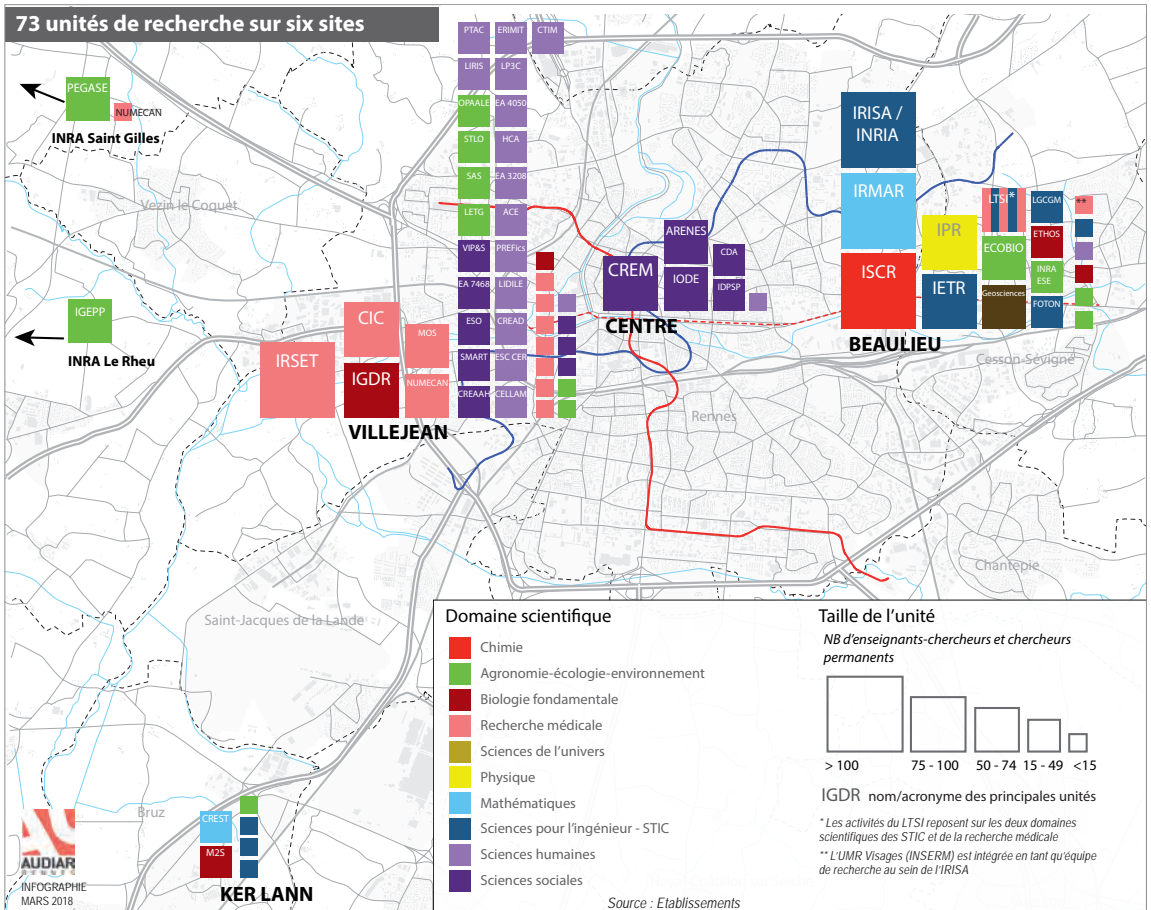 73 unités de recherche sur six sites
PTAC
ERIMIT
CTIM
LIRIS
LP3C
OPAALE
EA 4050
STLO
HCA
SAS
EA 3208
LETG
ACE
VIP&S
PREFics
EA 7468
LIDILE
ESO
CREAD
SMART
ESC CER
CREAAH
CELLAM
PEGASE
NUMECAN
INRA Saint Gilles
Vezin le Coquet
IGEPP
INRA Le Rheu
IRSET
CIC
IGDR
MOS
NUMECAN
VILLEJEAN
CREM
ARENES
IODE
CDA
IDPSP
CENTRE
IRISA /
INRIA
IRMAR
ISCR
IPR
IETR
LTSI*
ECOBIO
Geosciences
LGCGM
ETHOS
INRA
ESE
FOTON
**
BEAULIEU
Cesson-Sévigné
Rennes
Chantepie
Saint-Jacques de la Lande
Bruz
CREST
M2S
KER LANN
AUDIAR
RENNES
INFOGRAPHIE
MARS 2018
Domaine scientifique
Chimie
Agronomie-écologie-environnement
Biologie fondamentale
Recherche médicale
Sciences de l'univers
Physique
Mathématiques
Sciences pour l'ingénieur - STIC
Sciences humaines
Sciences sociales
Taille de l'unité
NB d'enseignants-chercheurs et chercheurs
permanents
> 100
75 - 100
50 - 74
15 - 49
<15
IGDR nom/acronyme des principales unités
* Les activités du LTSI reposent sur les deux domaines
scientifiques des STIC et de la recherche médicale
** L'UMR Visages (INSERM) est intégrée en tant qu'équipe
de recherche au sein de l'IRISA
Source : Etablissements